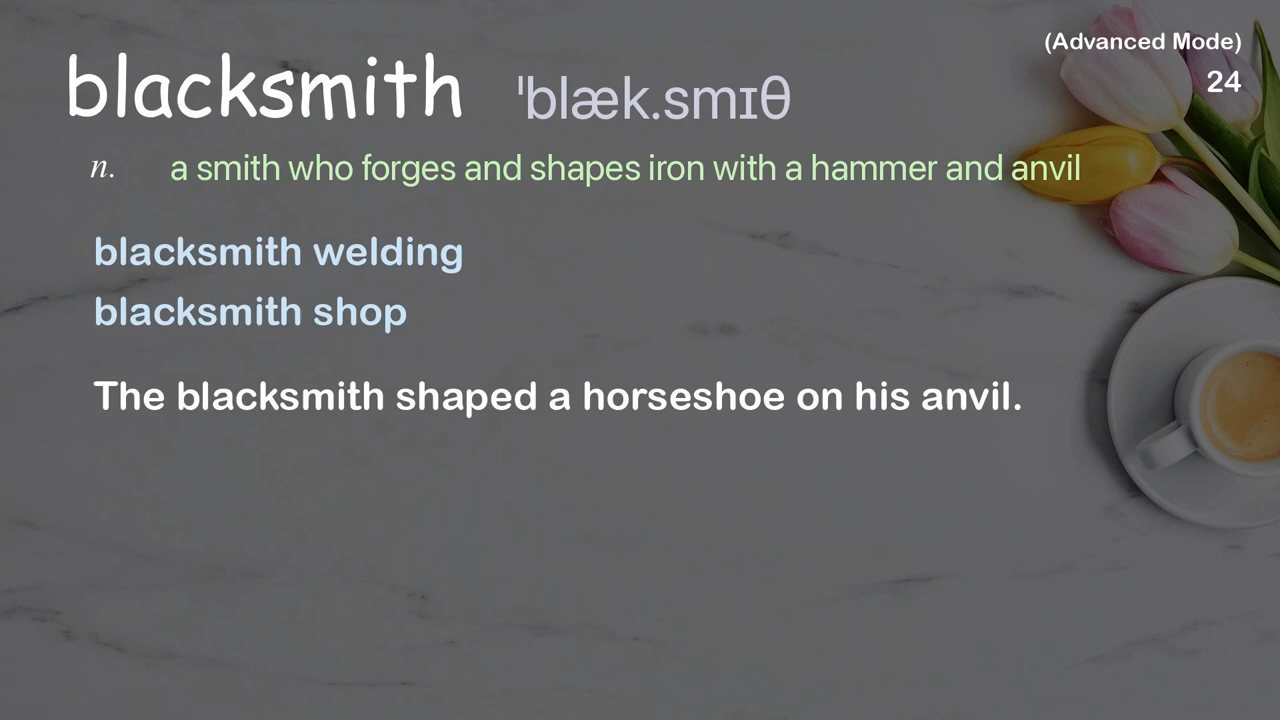 (Advanced Mode)
24
blacksmith ˈblæk.smɪθ
n. a smith who forges and shapes iron with a hammer and anvil
blacksmith welding
blacksmith shop
The blacksmith shaped a horseshoe on his anvil.